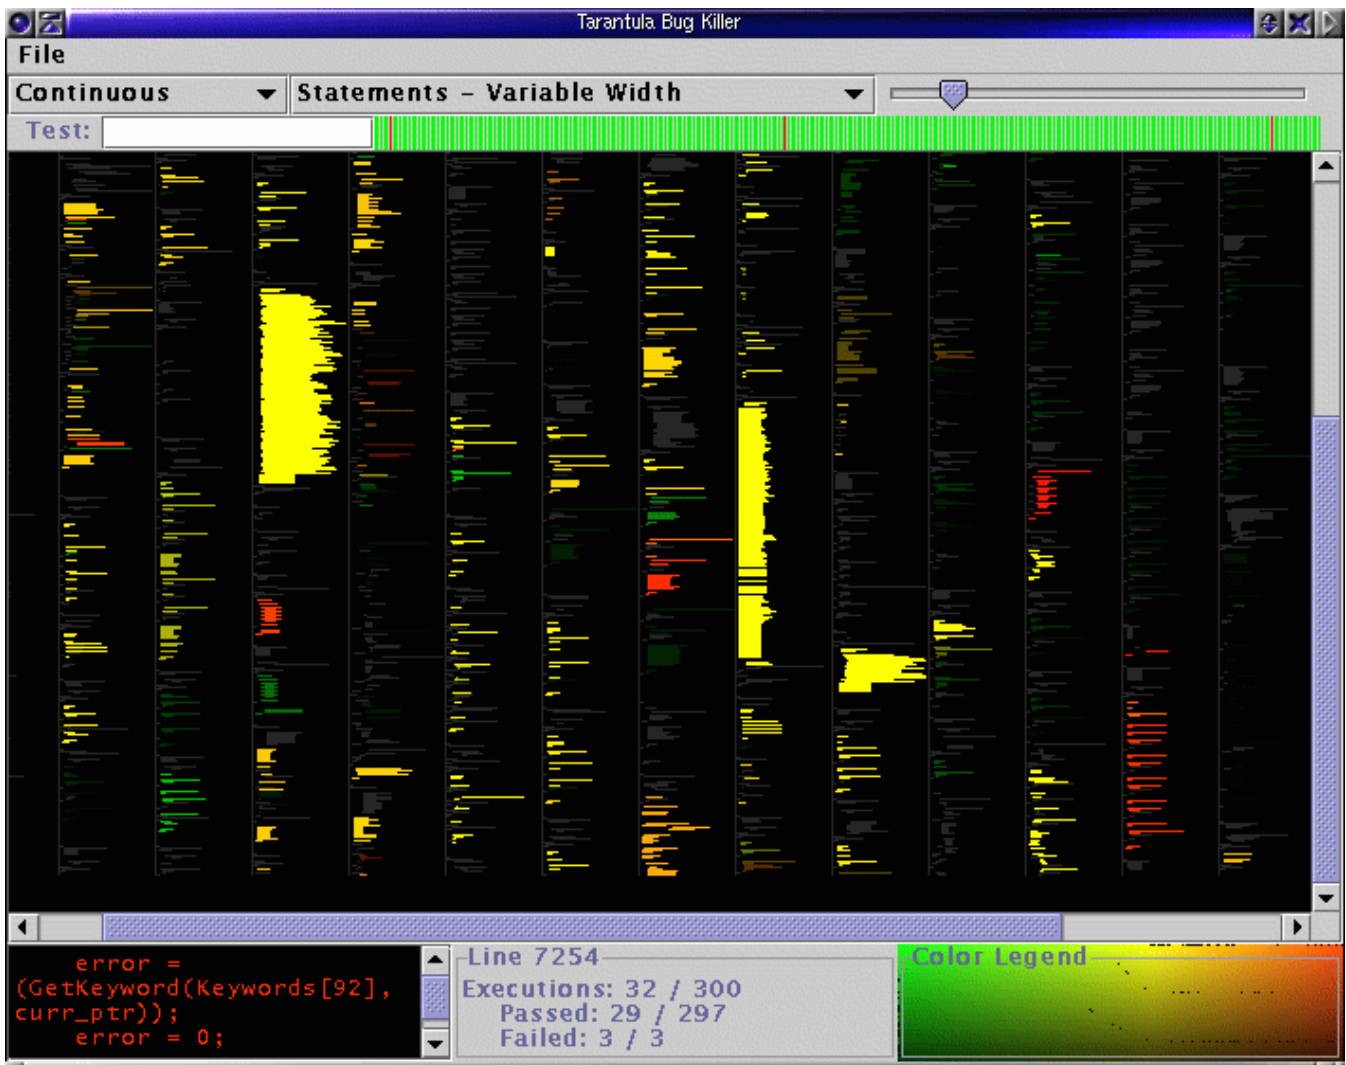 Tarantula Bug Killer
File
Continuous
Statements – Variable Width
Test:
error =
(GetKeyword(Keywords[92],
curr_ptr));
error = 0;
Line 7254
Executions: 32 / 300
Passed: 29 / 297
Failed: 3 / 3
Color Legend